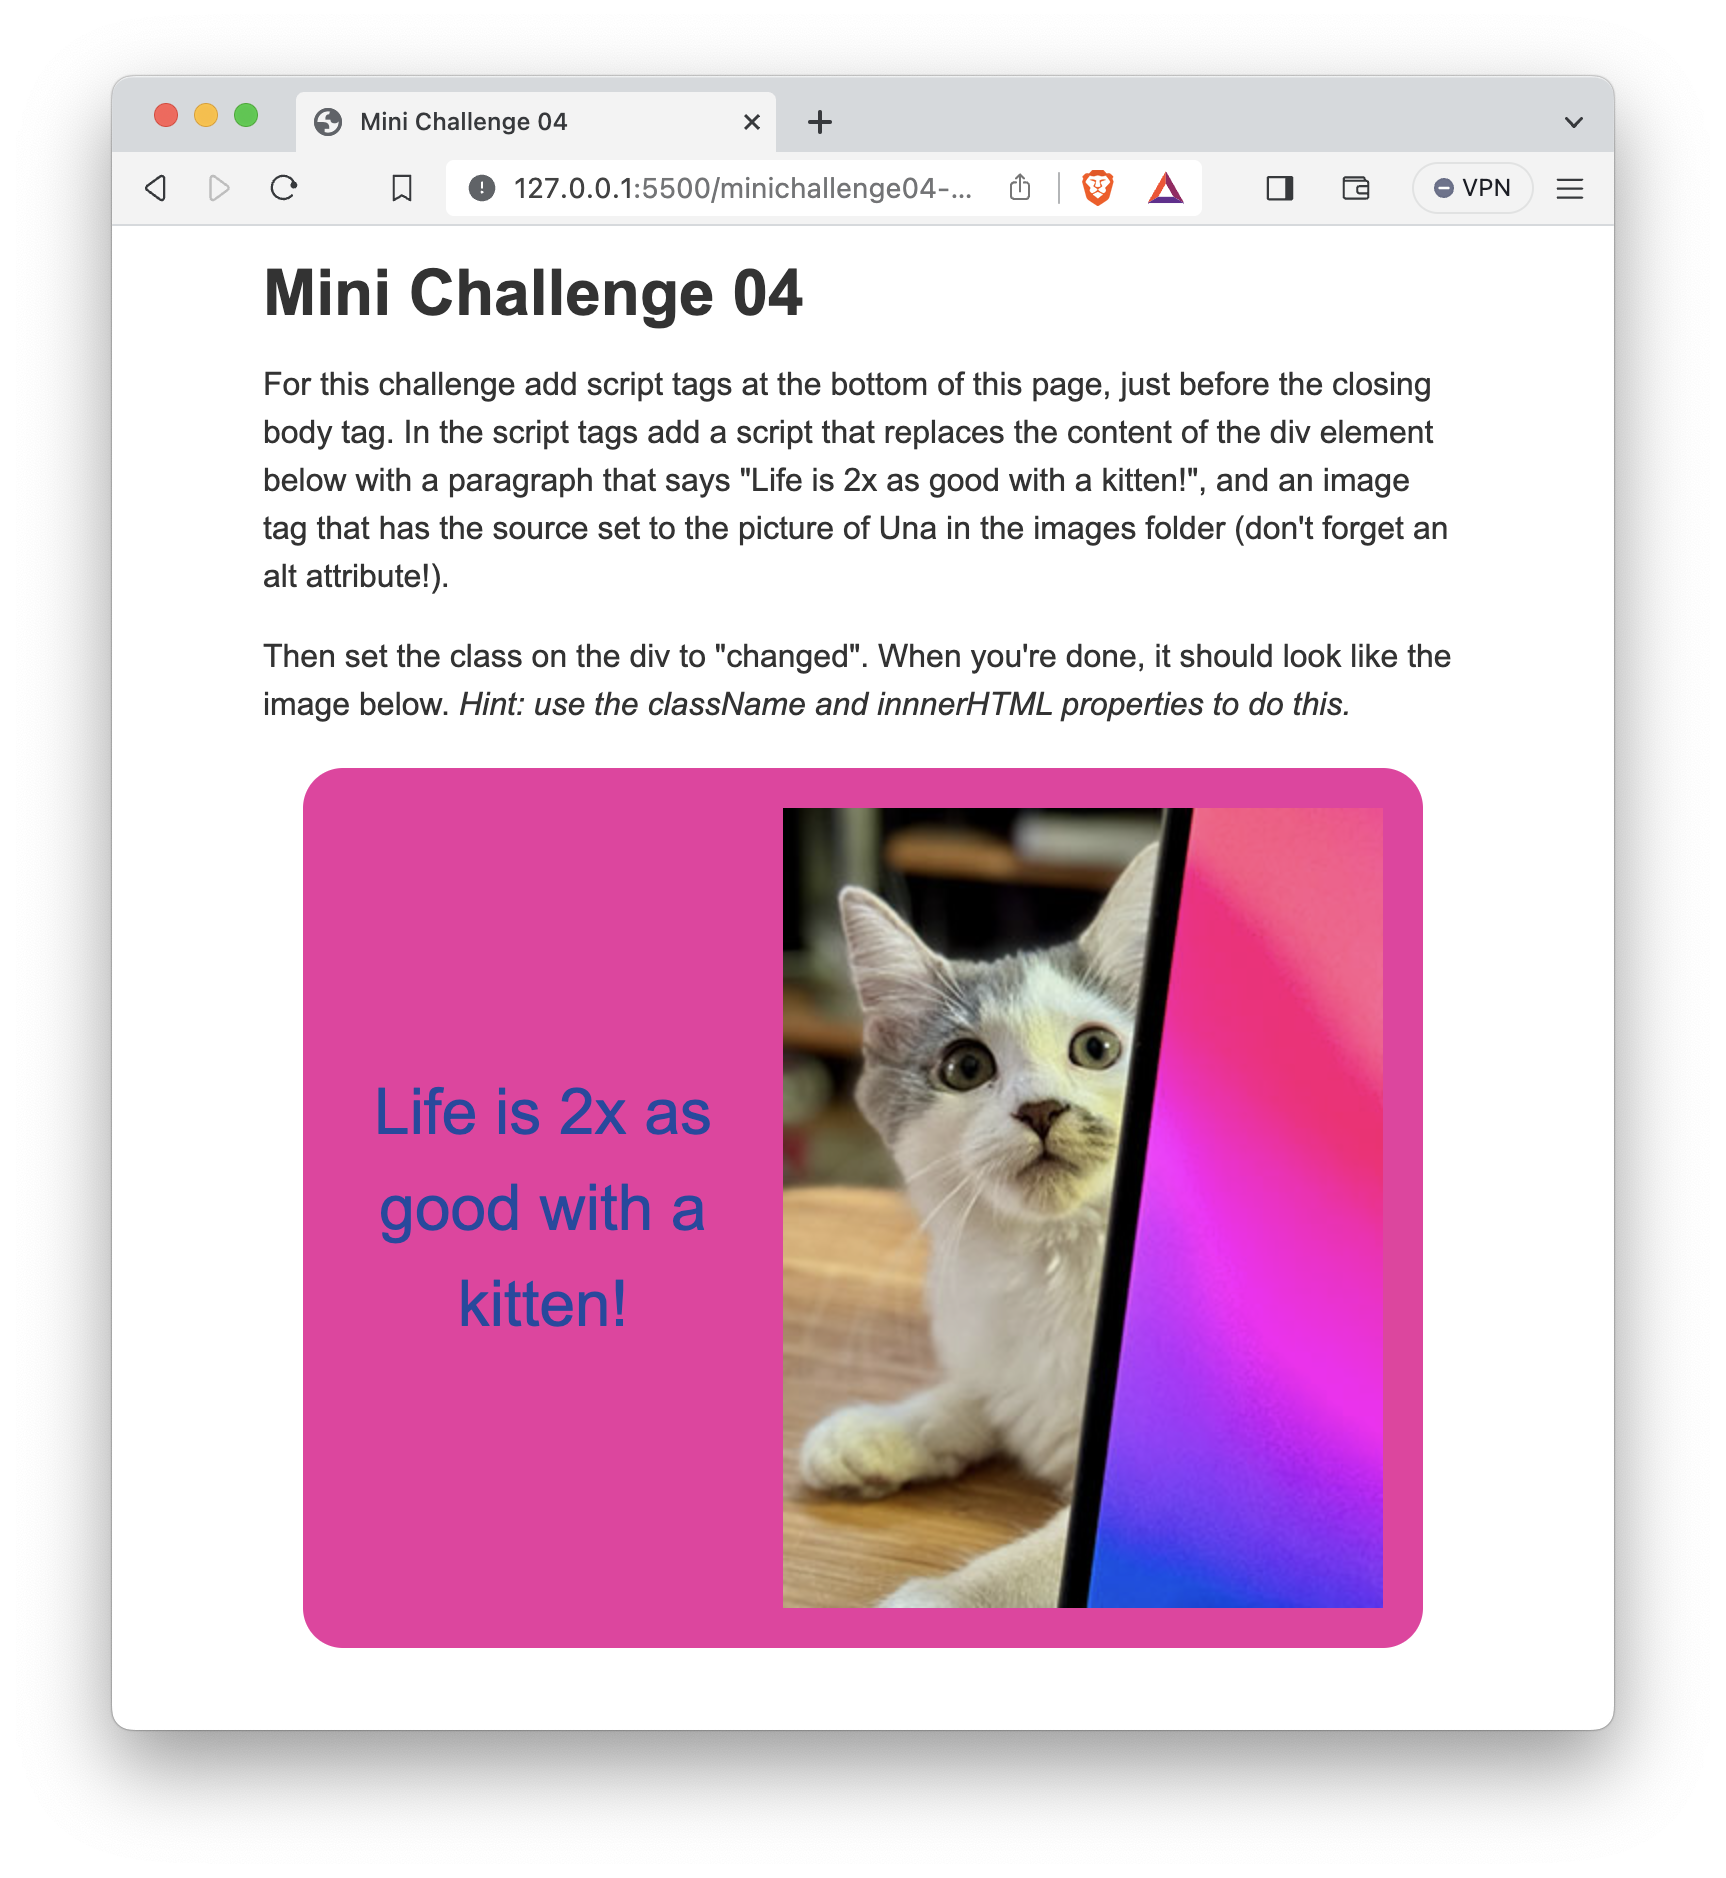 Mini Challenge 04
127.0.0.1:5500/minichallenge04-...
VPN
Mini Challenge 04
For this challenge add script tags at the bottom of this page, just before the closing
body tag. In the script tags add a script that replaces the content of the div element
below with a paragraph that says "Life is 2x as good with a kitten!", and an image
tag that has the source set to the picture of Una in the images folder (don't forget an
alt attribute!).
Then set the class on the div to "changed". When you're done, it should look like the
image below. Hint: use the className and innnerHTML properties to do this.
Life is 2x as
good with a
kitten!